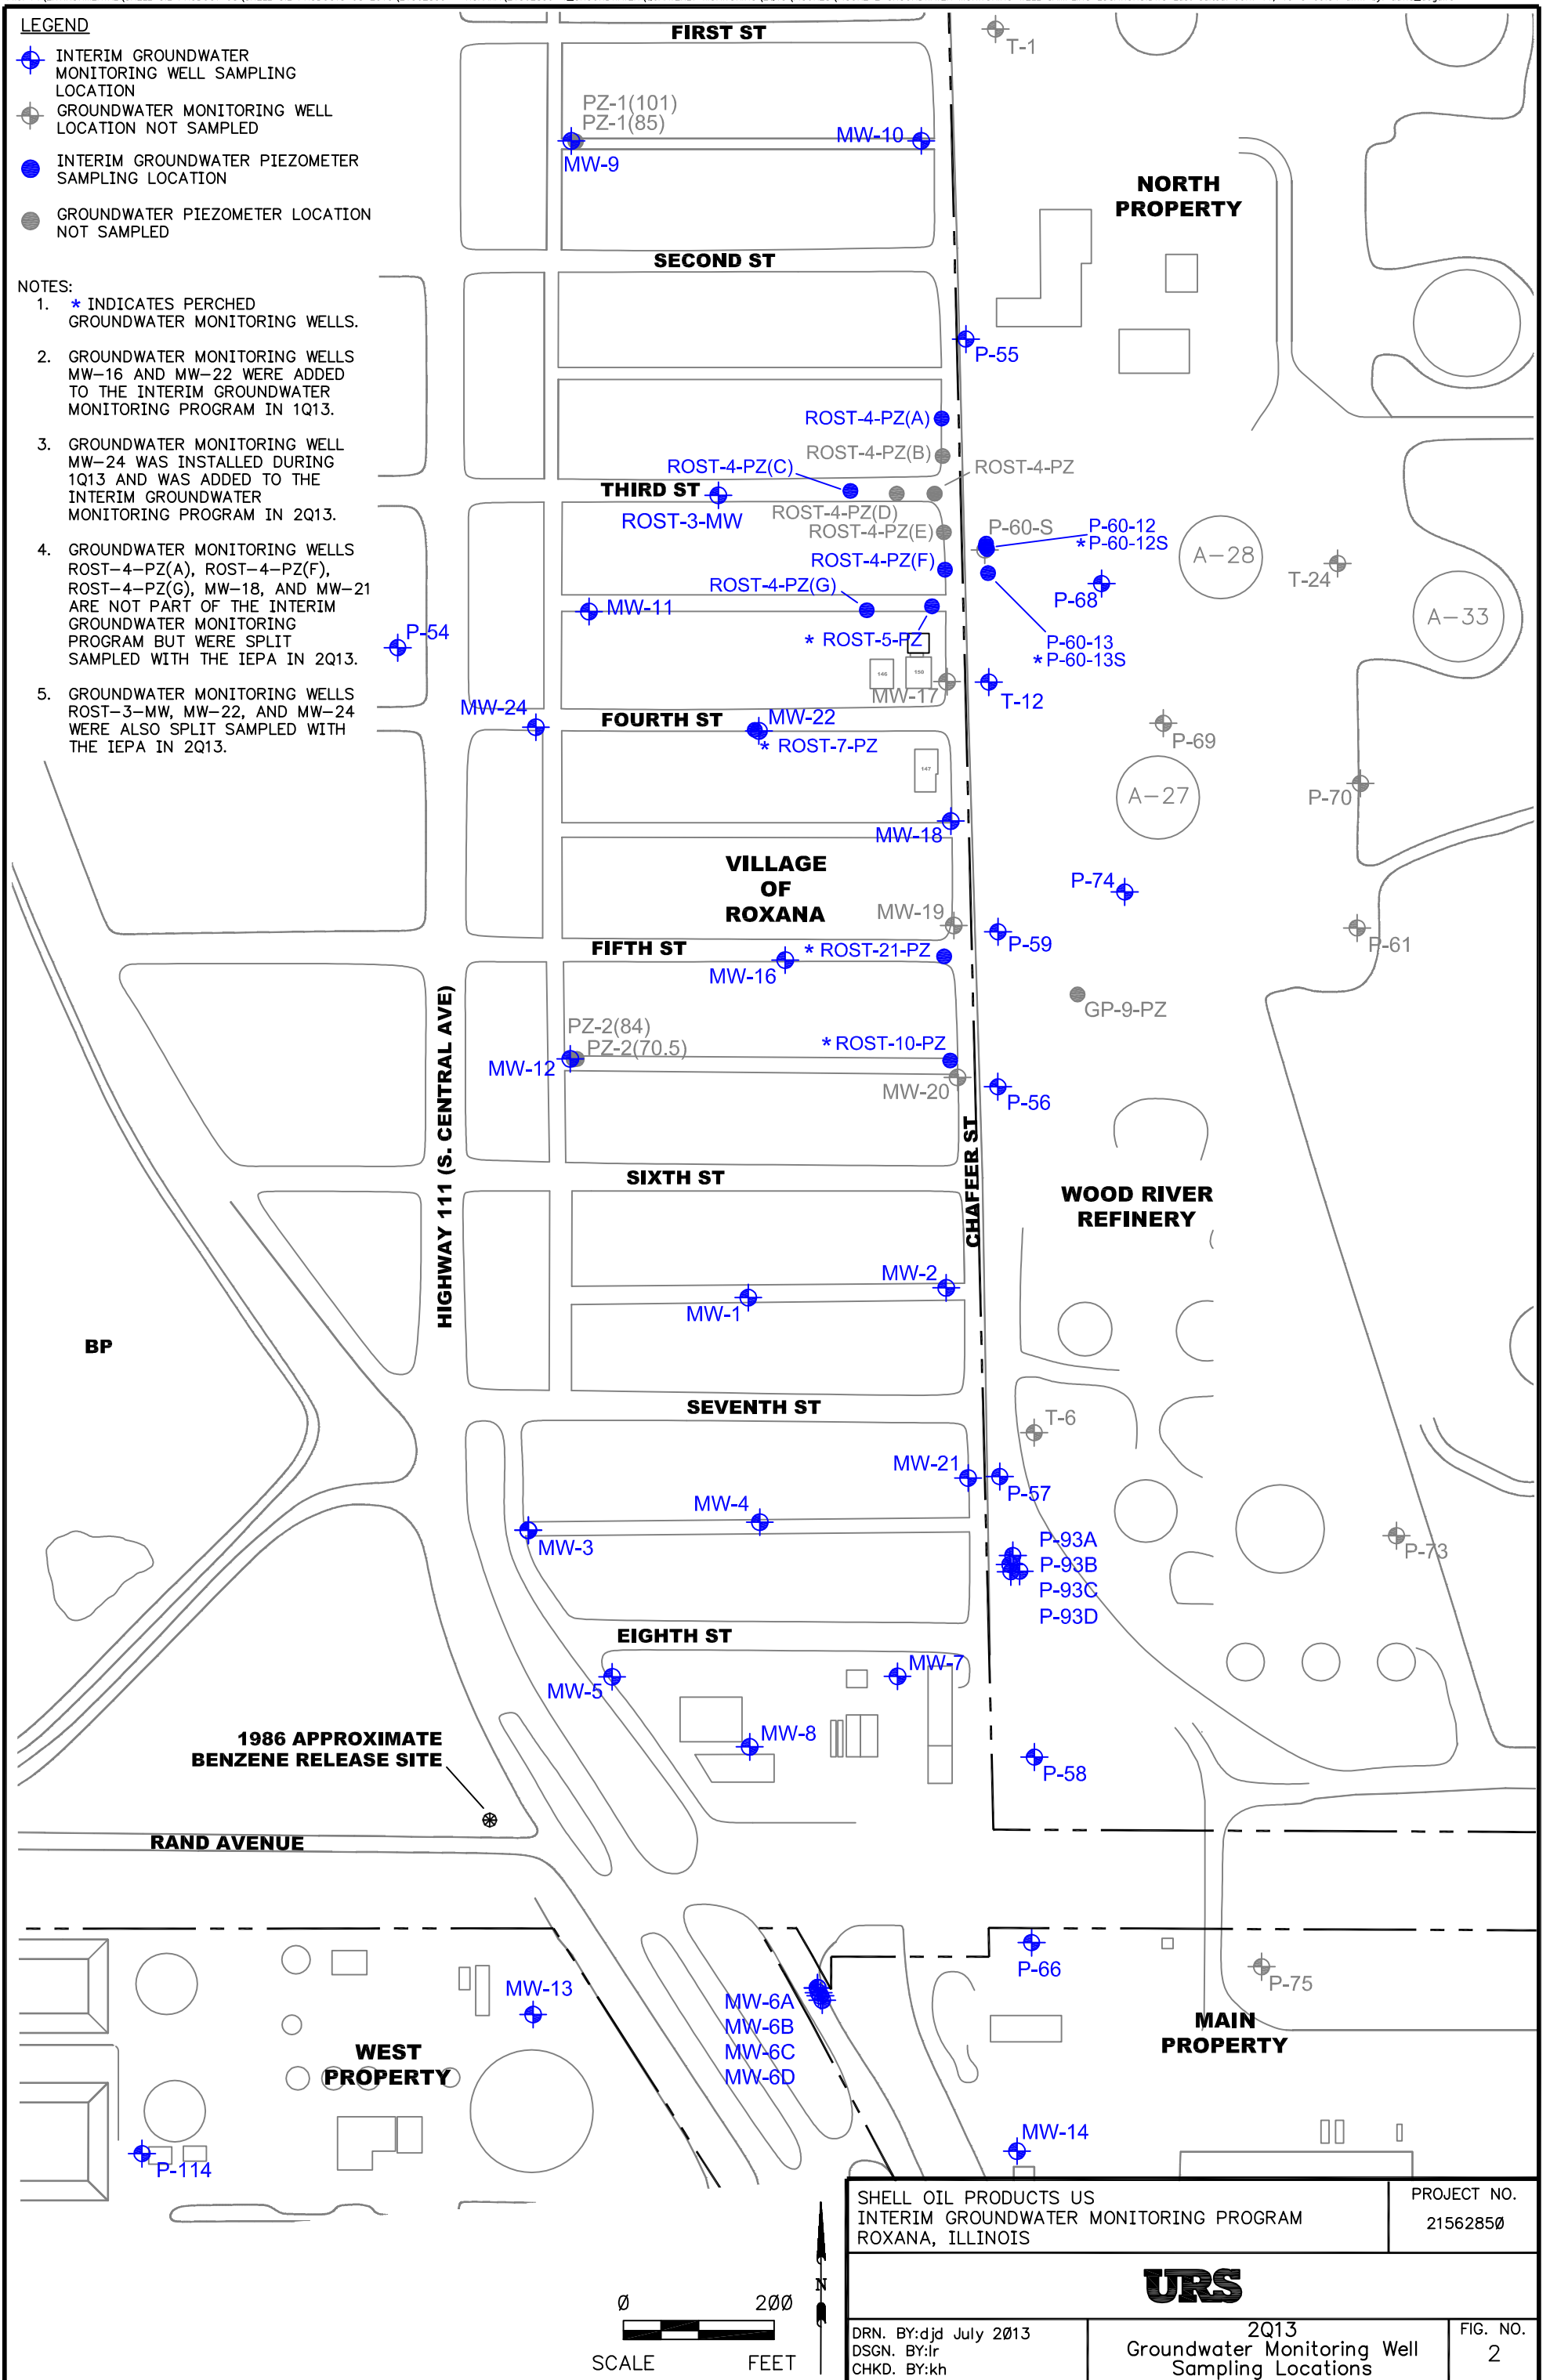 LEGEND
INTERIM GROUNDWATER
MONITORING WELL SAMPLING
LOCATION
GROUNDWATER MONITORING WELL
LOCATION NOT SAMPLED
INTERIM GROUNDWATER PIEZOMETER
SAMPLING LOCATION
GROUNDWATER PIEZOMETER LOCATION
NOT SAMPLED
NOTES:
1. * INDICATES PERCHED
GROUNDWATER MONITORING WELLS.
2. GROUNDWATER MONITORING WELLS
MW-16 AND MW-22 WERE ADDED
TO THE INTERIM GROUNDWATER
MONITORING PROGRAM IN 1Q13.
3. GROUNDWATER MONITORING WELL
MW-24 WAS INSTALLED DURING
1Q13 AND WAS ADDED TO THE
INTERIM GROUNDWATER
MONITORING PROGRAM IN 2Q13.
4. GROUNDWATER MONITORING WELLS
ROST-4-PZ(A), ROST-4-PZ(F),
ROST-4-PZ(G), MW-18, AND MW-21
ARE NOT PART OF THE INTERIM
GROUNDWATER MONITORING
PROGRAM BUT WERE SPLIT
SAMPLED WITH THE IEPA IN 2Q13.
5. GROUNDWATER MONITORING WELLS
ROST-3-MW, MW-22, AND MW-24
WERE ALSO SPLIT SAMPLED WITH
THE IEPA IN 2Q13.
FIRST ST
T-1
PZ-1(101)
PZ-1(85)
MW-9
MW-10
NORTH
PROPERTY
SECOND ST
P-55
ROST-4-PZ(A)
ROST-4-PZ(B)
ROST-4-PZ(C)
ROST-4-PZ
THIRD ST
ROST-3-MW
ROST-4-PZ(D)
ROST-4-PZ(E)
P-60-S
P-60-12
*P-60-12S
A-28
T-24
ROST-4-PZ(F)
ROST-4-PZ(G)
P-68
MW-11
A-33
P-54
* ROST-5-PZ
P-60-13
*P-60-13S
146
150
MW-17
T-12
MW-24
FOURTH ST
MW-22
* ROST-7-PZ
P-69
147
A-27
P-70
MW-18
VILLAGE
OF
ROXANA
P-74
MW-19
P-59
P-61
FIFTH ST
* ROST-21-PZ
MW-16
GP-9-PZ
PZ-2(84)
PZ-2(70.5)
* ROST-10-PZ
MW-12
MW-20
P-56
HIGHWAY 111 (S. CENTRAL AVE)
CHAFEER ST
SIXTH ST
WOOD RIVER
REFINERY
MW-2
MW-1
BP
SEVENTH ST
T-6
MW-21
P-57
MW-4
MW-3
P-93A
P-93B
P-93C
P-93D
P-73
EIGHTH ST
MW-7
MW-5
MW-8
1986 APPROXIMATE
BENZENE RELEASE SITE
P-58
RAND AVENUE
P-66
P-75
MW-13
MW-6A
MW-6B
MW-6C
MW-6D
MAIN
PROPERTY
WEST
PROPERTY
MW-14
P-114
SHELL OIL PRODUCTS US
INTERIM GROUNDWATER MONITORING PROGRAM
ROXANA, ILLINOIS
PROJECT NO.
21562850
URS
N
0 200
SCALE FEET
DRN. BY:djd July 2013
DSGN. BY:lr
CHKD. BY:kh
2Q13
Groundwater Monitoring Well
Sampling Locations
FIG. NO.
2